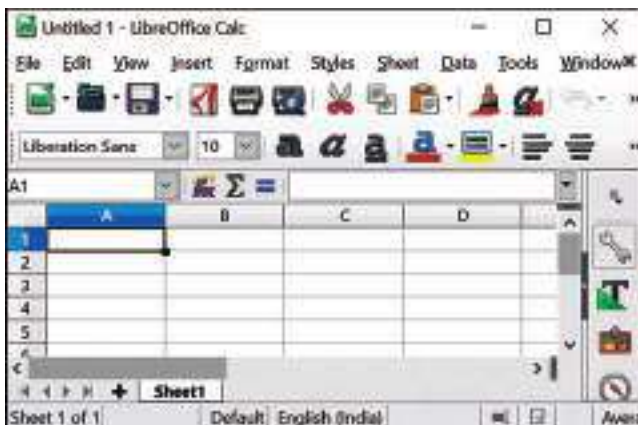 Untitled 1 - LibreOffice Calc
File Edit View Insert Format Styles Sheet Data Tools Window
Liberation Sans 10
A1
A B C D
1
2
3
4
5
Sheet1
Sheet 1 of 1 Default English (India) Aver